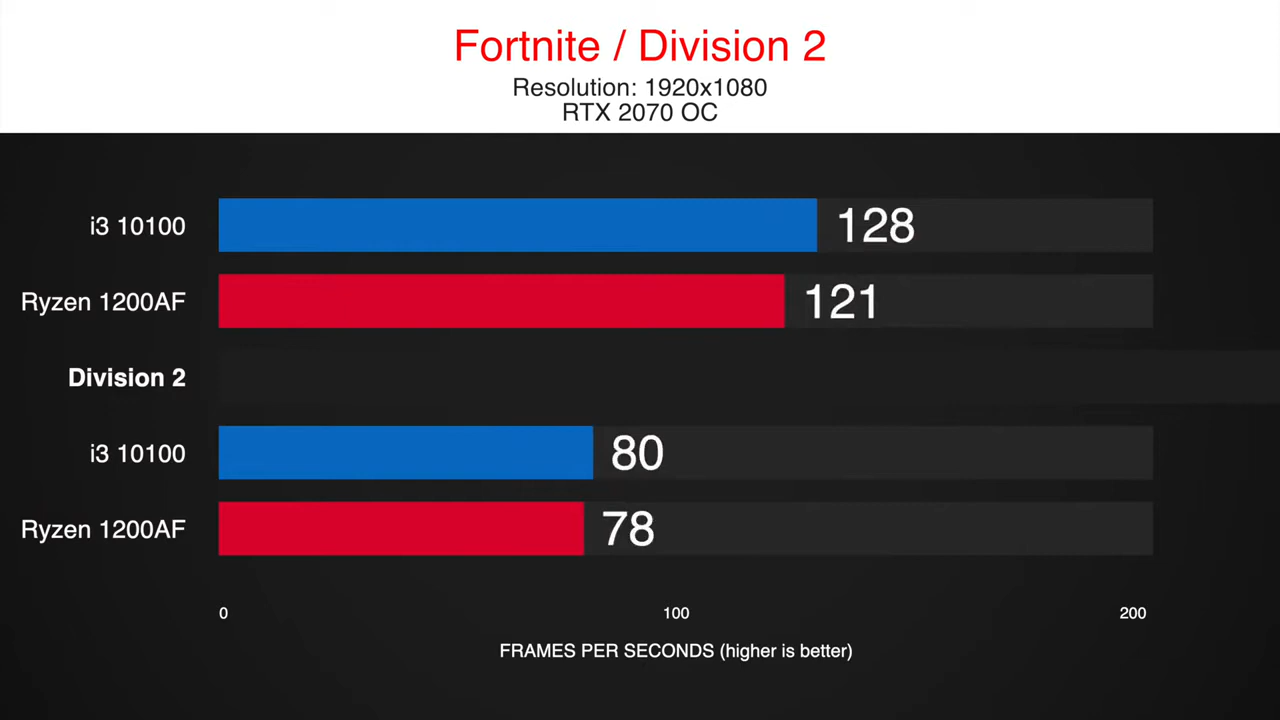 Fortnite / Division 2
Resolution: 1920x1080
RTX 2070 OC
i3 10100 128
Ryzen 1200AF 121
Division 2
i3 10100 80
Ryzen 1200AF 78
0 100 200
FRAMES PER SECONDS (higher is better)